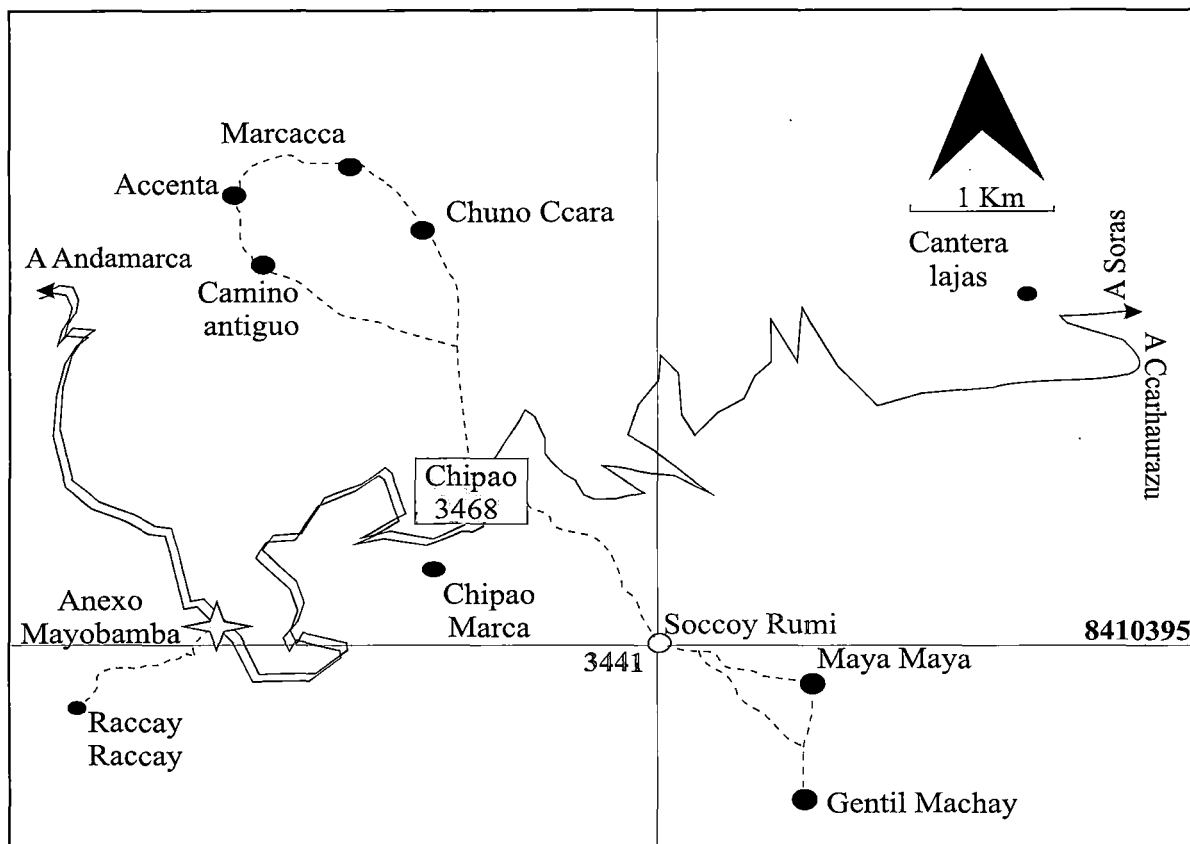 Marcacca
Accenta
Chuno Ccara
1 Km
Cantera
lajas
A Andamarca
Camino
antiguo
A Soras
A Ccarhaurazu
Chipao
3468
Chipao
Marca
Anexo
Mayobamba
Soccoy Rumi
8410395
3441
Maya Maya
Raccay
Raccay
Gentil Machay